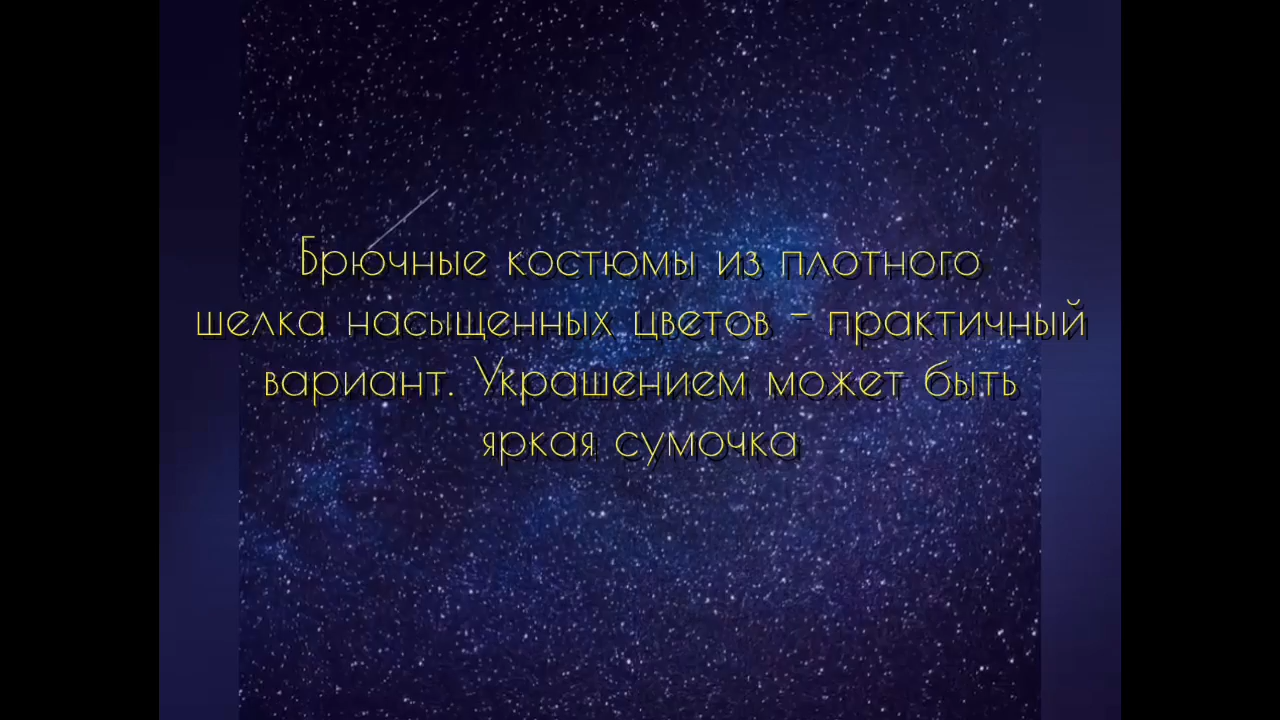 Брючные костюмы из плотного
шелка насыщенных цветов - практичный
вариант. Украшением может быть
яркая сумочка